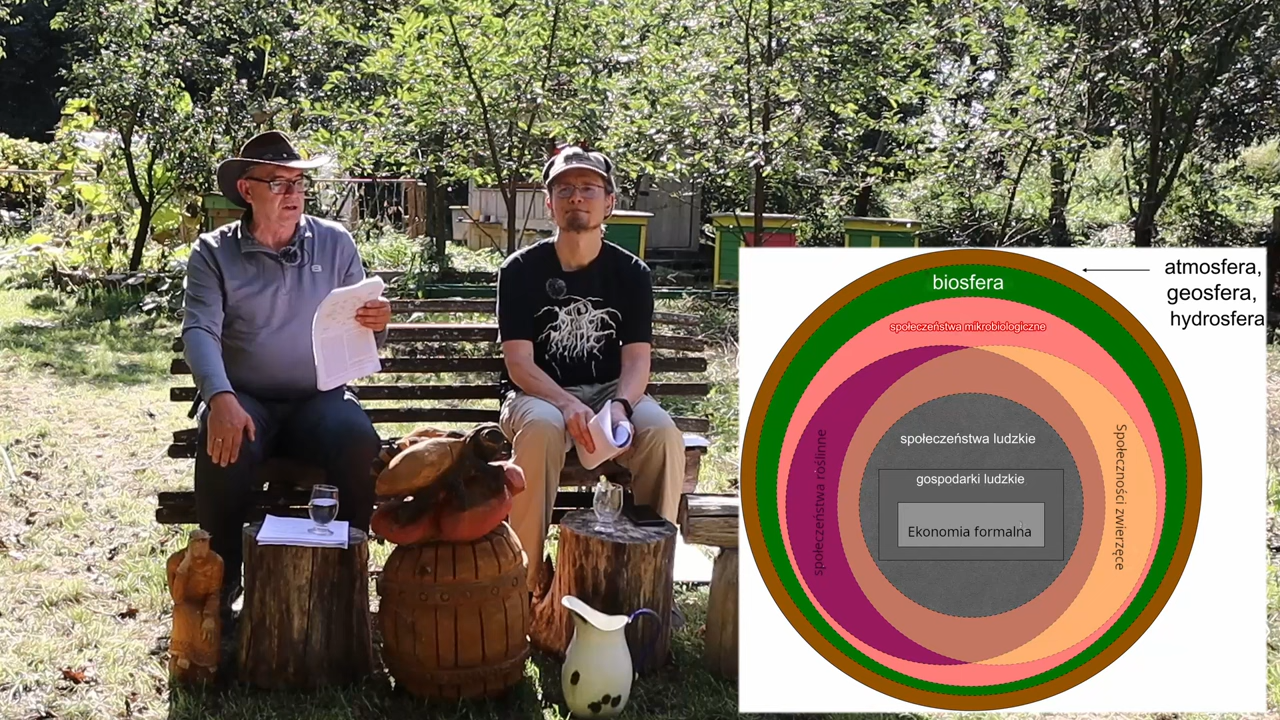 atmosfera,
geosfera,
hydrosfera
biosfera
społeczeństwa mikrobiologiczne
społeczeństwa roślinne
Społeczności zwierzęce
społeczeństwa ludzkie
gospodarki ludzkie
Ekonomia formalna